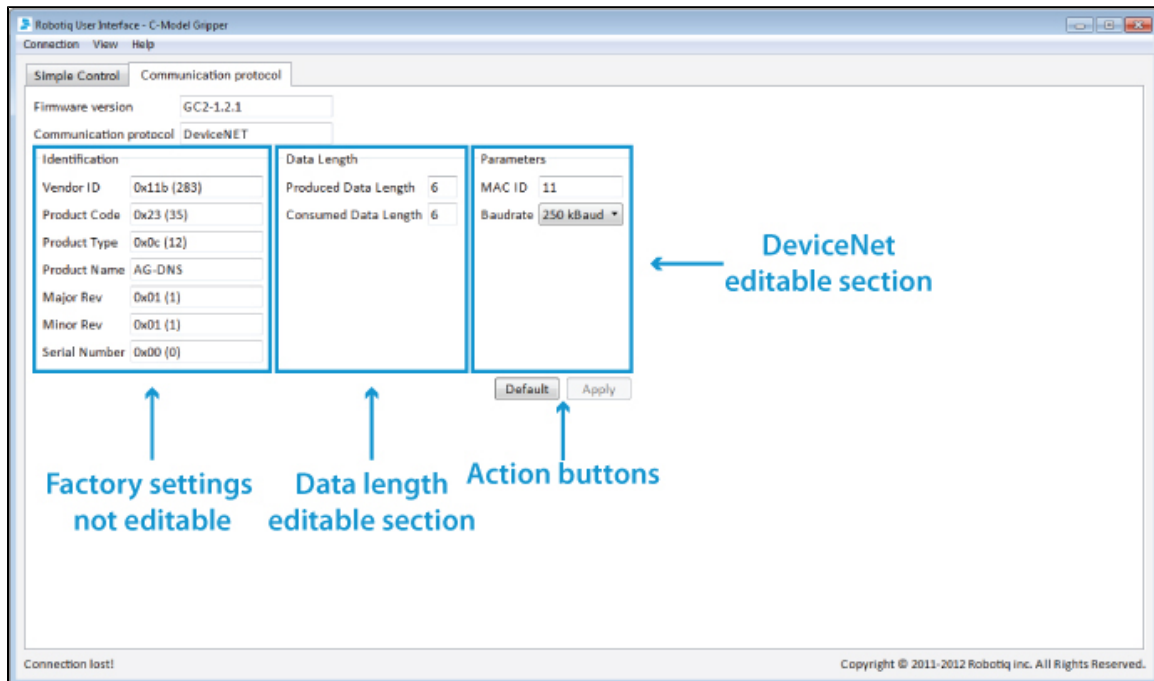 Robotiq User Interface - C-Model Gripper
Connection View Help
Simple Control Communication protocol
Firmware version GC2-1.2.1
Communication protocol DeviceNET
Identification Data Length Parameters
Vendor ID 0x11b (283) Produced Data Length 6 MAC ID 11
Product Code 0x23 (35) Consumed Data Length 6 Baudrate 250 kBaud
Product Type 0x0c (12)
Product Name AG-DNS
Major Rev 0x01 (1)
Minor Rev 0x01 (1)
Serial Number 0x00 (0)
DeviceNet
editable section
Default Apply
Factory settings
not editable
Data length
editable section
Action buttons
Connection lost!
Copyright © 2011-2012 Robotiq inc. All Rights Reserved.